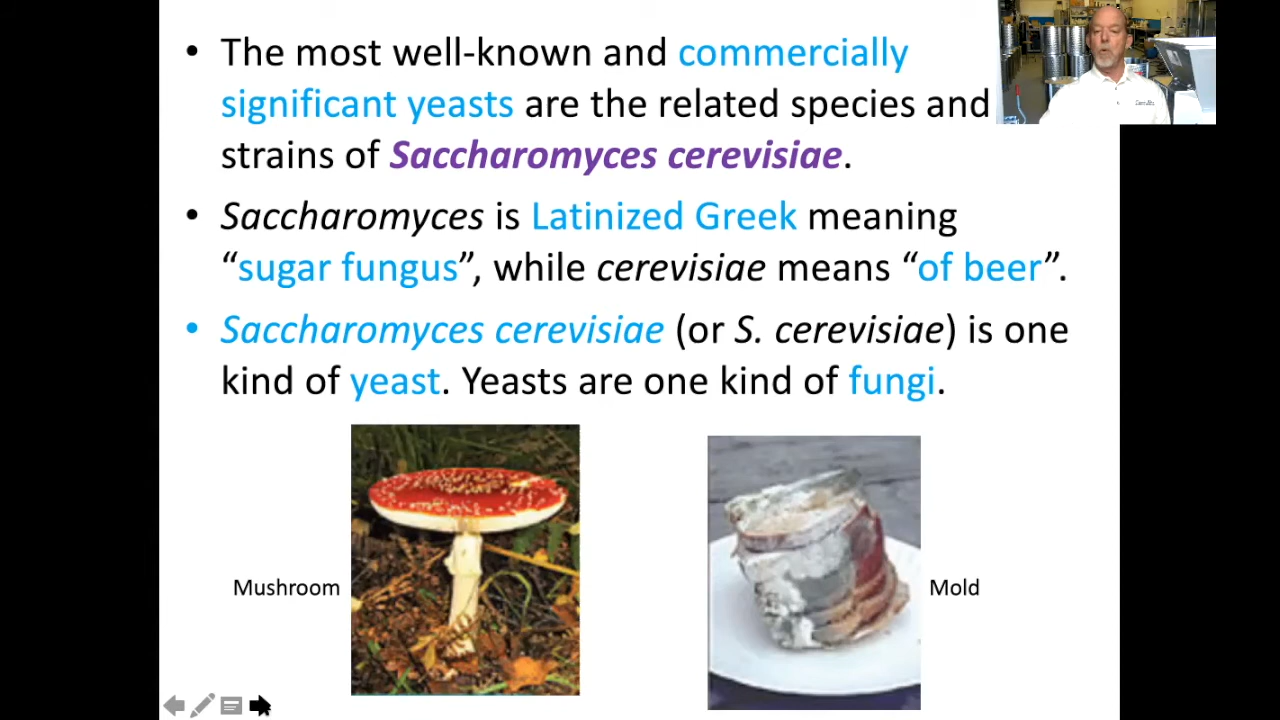 • The most well-known and commercially
significant yeasts are the related species and
strains of Saccharomyces cerevisiae.
• Saccharomyces is Latinized Greek meaning
“sugar fungus”, while cerevisiae means “of beer”.
• Saccharomyces cerevisiae (or S. cerevisiae) is one
kind of yeast. Yeasts are one kind of fungi.
Mushroom
Mold